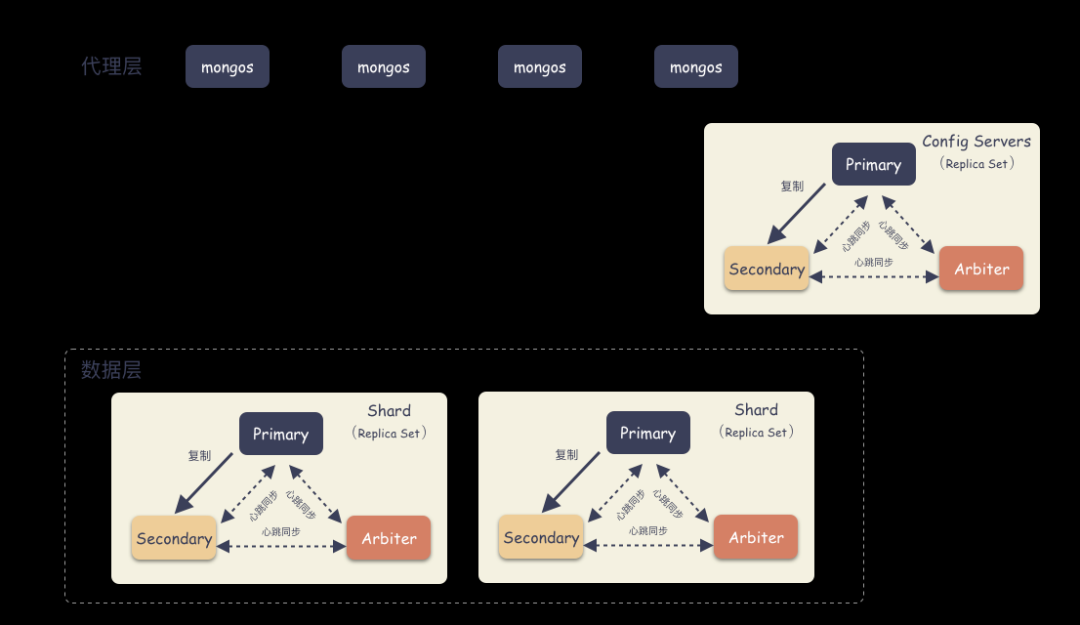 代理层
mongos
mongos
mongos
mongos
Config Servers
（Replica Set）
Primary
复制
心跳同步
心跳同步
心跳同步
Secondary
Arbiter
数据层
Shard
（Replica Set）
Primary
复制
心跳同步
心跳同步
心跳同步
Secondary
Arbiter
Shard
（Replica Set）
Primary
复制
心跳同步
心跳同步
心跳同步
Secondary
Arbiter